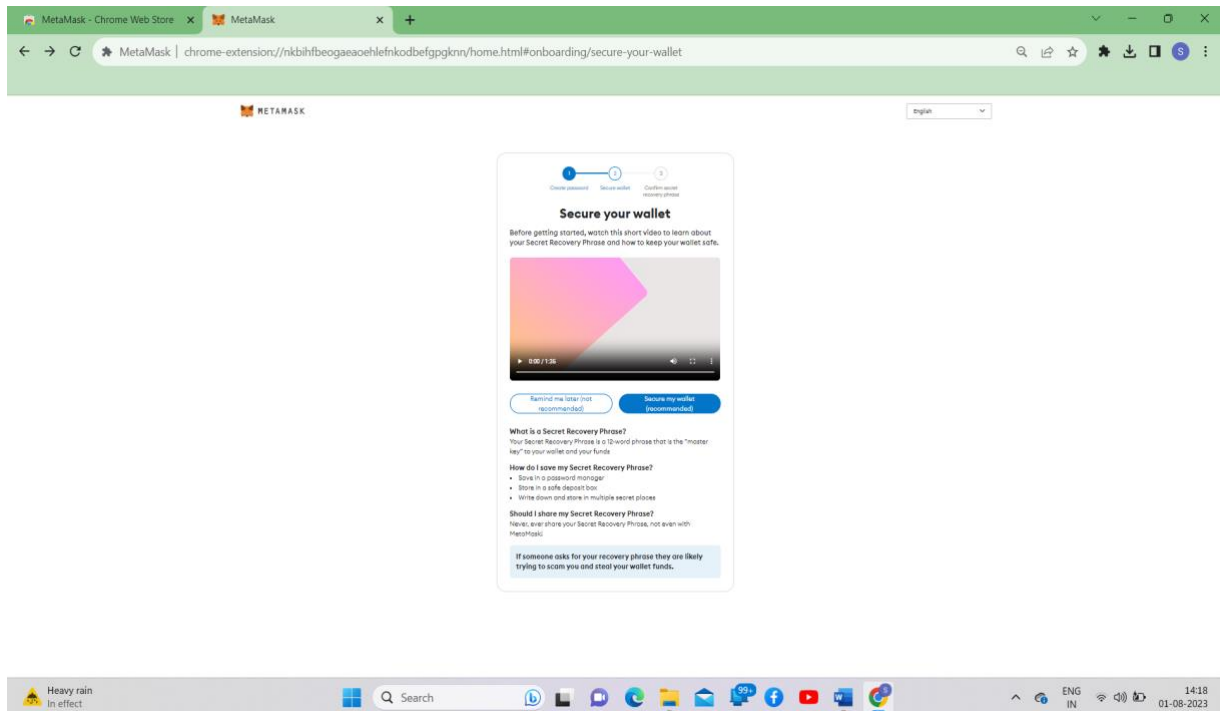 MetaMask - Chrome Web Store
MetaMask
MetaMask | chrome-extension://nkbihfbeogaeaoehlefnkodbefgpgknn/home.html#onboarding/secure-your-wallet
S
METAMASK
English
1
2
3
Create password
Secure wallet
Confirm secret
recovery phrase
Secure your wallet
Before getting started, watch this short video to learn about
your Secret Recovery Phrase and how to keep your wallet safe.
0:00 / 1:36
Remind me later (not
recommended)
Secure my wallet
(recommended)
What is a Secret Recovery Phrase?
Your Secret Recovery Phrase is a 12-word phrase that is the "master
key" to your wallet and your funds
How do I save my Secret Recovery Phrase?
• Save in a password manager
• Store in a safe deposit box
• Write down and store in multiple secret places
Should I share my Secret Recovery Phrase?
Never, ever share your Secret Recovery Phrase, not even with
MetaMask!
If someone asks for your recovery phrase they are likely
trying to scam you and steal your wallet funds.
Heavy rain
In effect
Search
99+
S
ENG
IN
14:18
01-08-2023